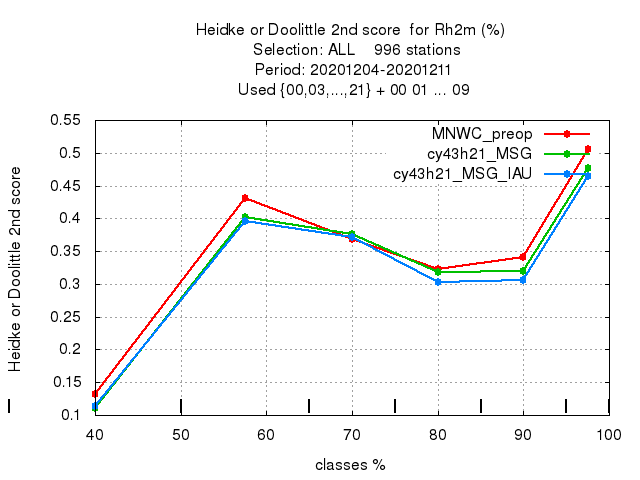 Heidke or Doolittle 2nd score  for Rh2m (%)
Selection: ALL    996 stations
Period: 20201204-20201211
Used {00,03,...,21} + 00 01 ... 09
MNWC_preop
cy43h21_MSG
cy43h21_MSG_IAU
Heidke or Doolittle 2nd score
0.55
0.5
0.45
0.4
0.35
0.3
0.25
0.2
0.15
0.1
40 50 60 70 80 90 100
classes %